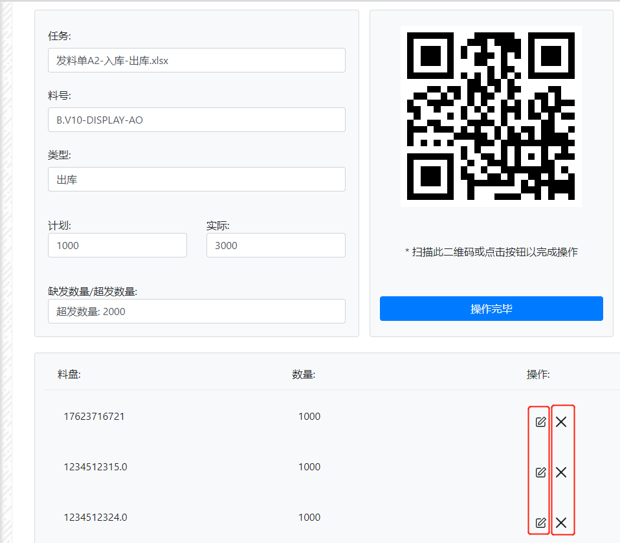 任务:
发料单A2-入库-出库.xlsx
料号:
B.V10-DISPLAY-AO
类型:
出库
计划: 实际:
1000 3000
缺发数量/超发数量:
超发数量: 2000
* 扫描此二维码或点击按钮以完成操作
操作完毕
料盘: 数量: 操作:
17623716721 1000
1234512315.0 1000
1234512324.0 1000